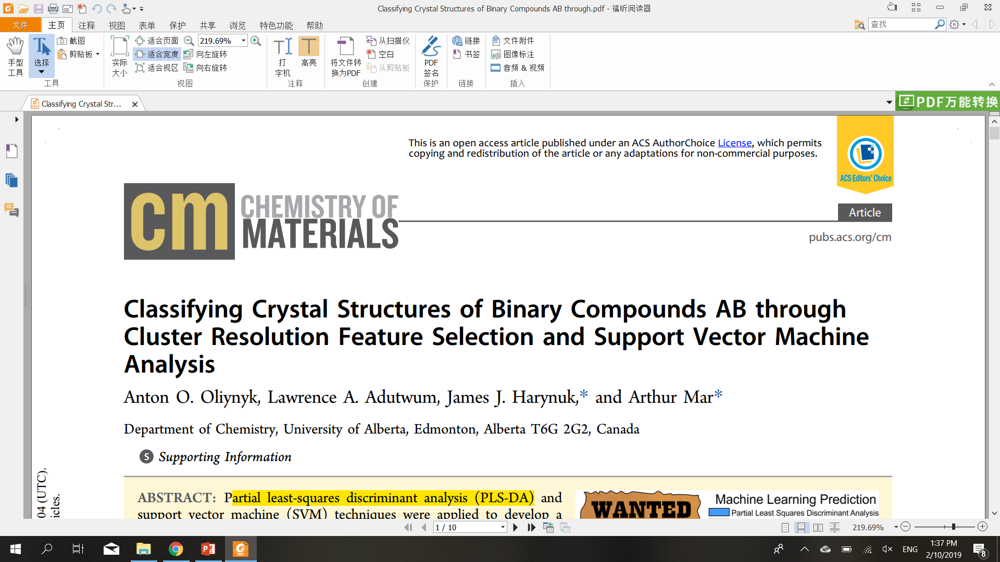 Classifying Crystal Structures of Binary Compounds AB through.pdf - 福昕阅读器
文件 主页 注释 视图 表单 保护 共享 浏览 特色功能 帮助
查找
手型工具
选择
截图
剪贴板
工具
实际大小
适合页面
适合宽度
适合视区
219.69%
向左旋转
向右旋转
视图
打字机
高亮
注释
将文件转换为PDF
从扫描仪
空白
从剪贴板
创建
PDF签名
保护
链接
书签
链接
文件附件
图像标注
音频 & 视频
插入
Classifying Crystal Str...
PDF万能转换
This is an open access article published under an ACS AuthorChoice License, which permits
copying and redistribution of the article or any adaptations for non-commercial purposes.
ACS Editors' Choice
cm CHEMISTRY OF
MATERIALS
Article
pubs.acs.org/cm
Classifying Crystal Structures of Binary Compounds AB through
Cluster Resolution Feature Selection and Support Vector Machine
Analysis
Anton O. Oliynyk, Lawrence A. Adutwum, James J. Harynuk,* and Arthur Mar*
Department of Chemistry, University of Alberta, Edmonton, Alberta T6G 2G2, Canada
S Supporting Information
04 (UTC).
icles.
ABSTRACT: Partial least-squares discriminant analysis (PLS-DA) and
support vector machine (SVM) techniques were applied to develop a
WANTED
Machine Learning Prediction
Partial Least Squares Discriminant Analysis
1 / 10
219.69%
ENG
1:37 PM
2/10/2019
8